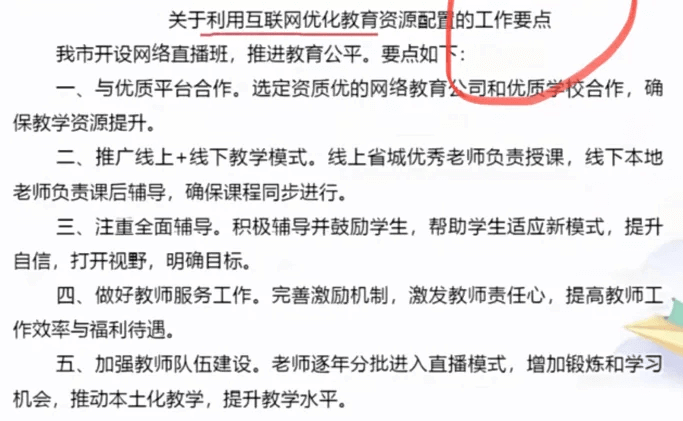 关于利用互联网优化教育资源配置的工作要点
我市开设网络直播班，推进教育公平。要点如下：
一、与优质平台合作。选定资质优的网络教育公司和优质学校合作，确
保教学资源提升。
二、推广线上+线下教学模式。线上省城优秀老师负责授课，线下本地
老师负责课后辅导，确保课程同步进行。
三、注重全面辅导。积极辅导并鼓励学生，帮助学生适应新模式，提升
自信，打开视野，明确目标。
四、做好教师服务工作。完善激励机制，激发教师责任心，提高教师工
作效率与福利待遇。
五、加强教师队伍建设。老师逐年分批进入直播模式，增加锻炼和学习
机会，推动本土化教学，提升教学水平。